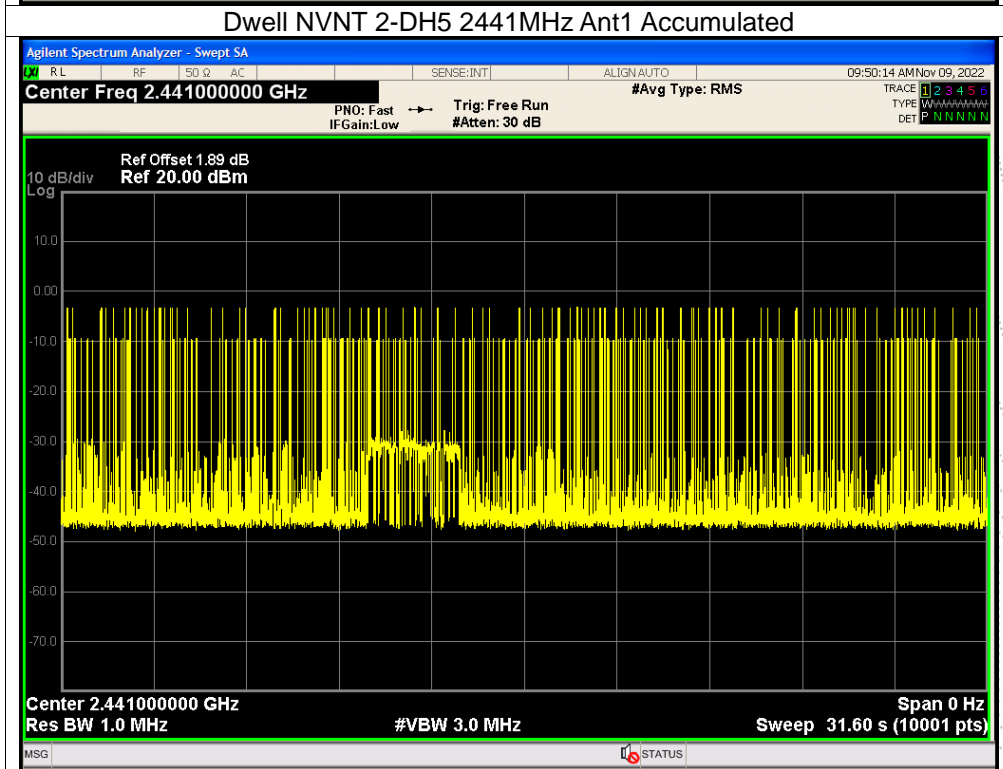 Dwell NVNT 2-DH5 2441MHz Ant1 Accumulated
Agilent Spectrum Analyzer - Swept SA
LXI RL RF 50 Ω AC SENSE:INT ALIGN AUTO 09:50:14 AM Nov 09, 2022
Center Freq 2.441000000 GHz #Avg Type: RMS TRACE 1 2 3 4 5 6
PNO: Fast Trig: Free Run TYPE WWWWWW
IFGain:Low #Atten: 30 dB DET P N N N N N
Ref Offset 1.89 dB
10 dB/div Ref 20.00 dBm
Log
10.0
0.00
-10.0
-20.0
-30.0
-40.0
-50.0
-60.0
-70.0
Center 2.441000000 GHz Span 0 Hz
Res BW 1.0 MHz #VBW 3.0 MHz Sweep 31.60 s (10001 pts)
MSG STATUS